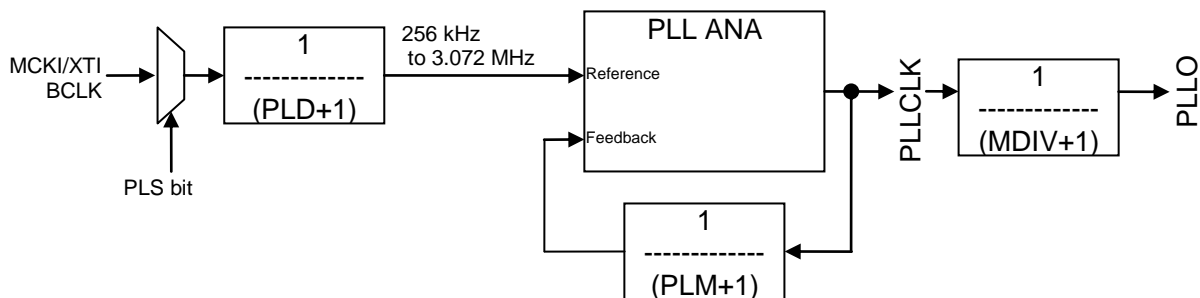 MCKI/XTI
BCLK
PLS bit
1
--------------
(PLD+1)
256 kHz
to 3.072 MHz
PLL ANA
Reference
Feedback
1
--------------
(PLM+1)
PLLCLK
1
--------------
(MDIV+1)
PLLO